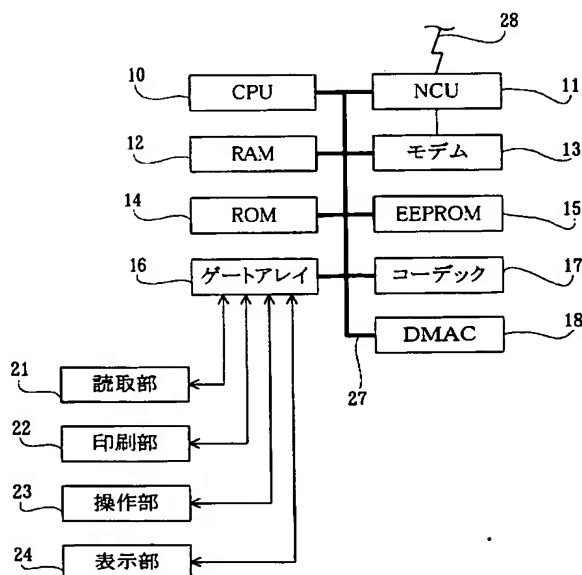 28
10 CPU NCU 11
12 RAM モデム 13
14 ROM EEPROM 15
16 ゲートアレイ コーデック 17
DMAC 18
27
21 読取部
22 印刷部
23 操作部
24 表示部